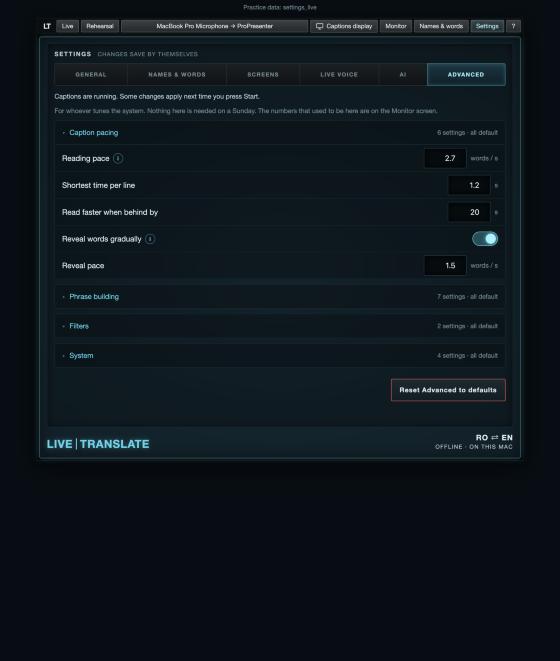 Practice data: settings_live
LT Live Rehearsal MacBook Pro Microphone → ProPresenter Captions display Monitor Names & words Settings ?
SETTINGS · CHANGES SAVE BY THEMSELVES
GENERAL NAMES & WORDS SCREENS LIVE VOICE AI ADVANCED
Captions are running. Some changes apply next time you press Start.
For whoever tunes the system. Nothing here is needed on a Sunday. The numbers that used to be here are on the Monitor screen.
Caption pacing 6 settings · all default
Reading pace i 2.7 words / s
Shortest time per line 1.2 s
Read faster when behind by 20 s
Reveal words gradually i
Reveal pace 1.5 words / s
Phrase building 7 settings · all default
Filters 2 settings · all default
System 4 settings · all default
Reset Advanced to defaults
LIVE | TRANSLATE RO ⇄ EN
OFFLINE · ON THIS MAC